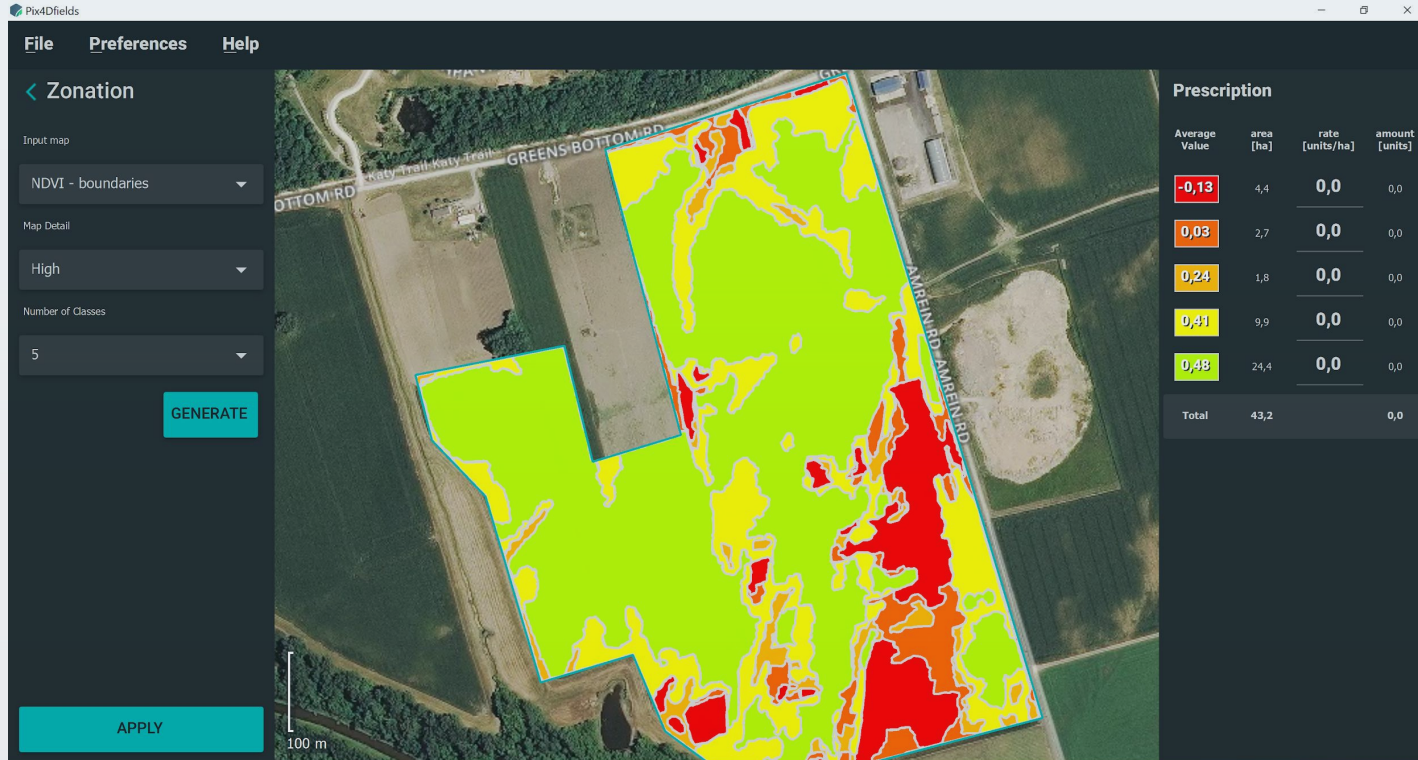 Pix4Dfields
File Preferences Help
Zonation
Input map
NDVI - boundaries
Map Detail
High
Number of Classes
5
GENERATE
APPLY
GREENS BOTTOM RD
Katy Trail Katy Trail
OTTOM RD
AMREIN RD AMREIN RD
100 m
Prescription
Average Value area [ha] rate [units/ha] amount [units]
-0,13 4,4 0,0 0,0
0,03 2,7 0,0 0,0
0,24 1,8 0,0 0,0
0,41 9,9 0,0 0,0
0,48 24,4 0,0 0,0
Total 43,2 0,0